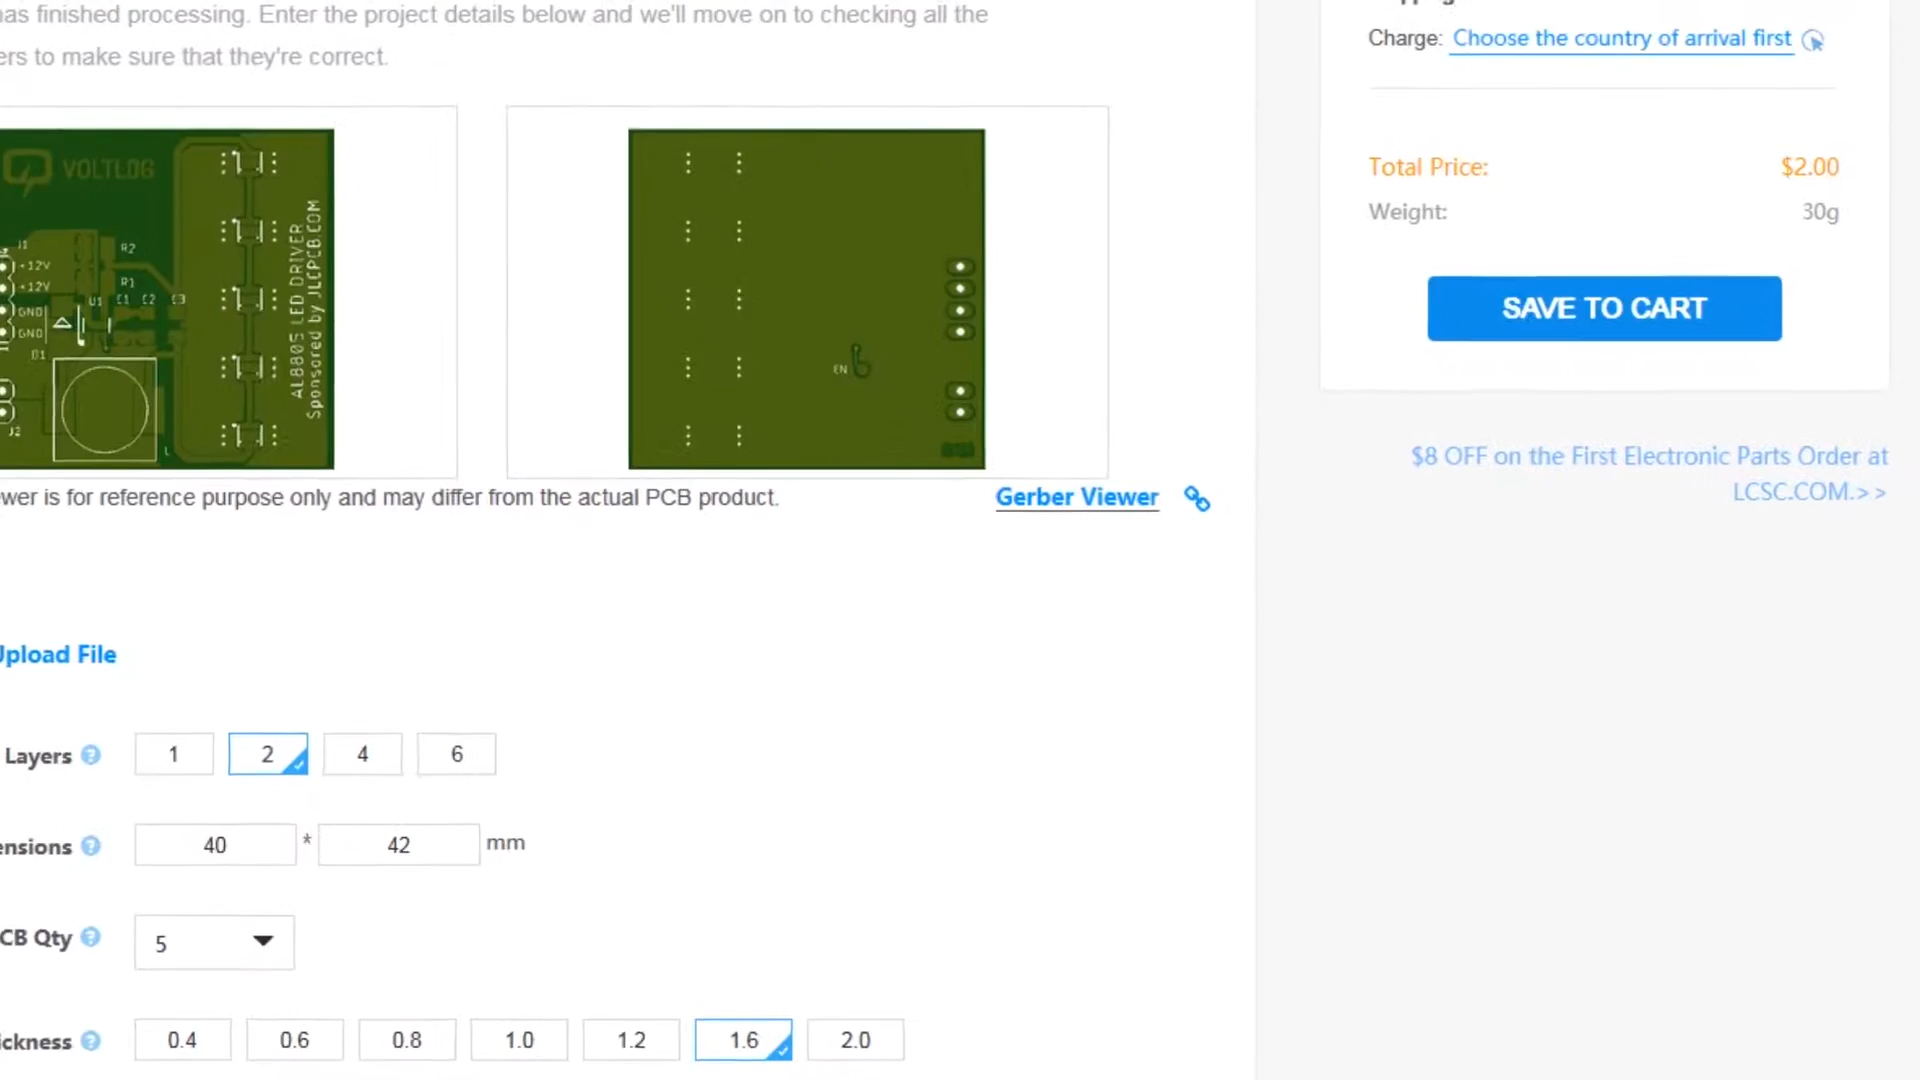 has finished processing. Enter the project details below and we'll move on to checking all the
ers to make sure that they're correct.
Charge: Choose the country of arrival first
Total Price: $2.00
Weight: 30g
SAVE TO CART
$8 OFF on the First Electronic Parts Order at
LCSC.COM.>>
VOLTLOG
J1
+12V
+12V
GND
GND
R2
R1
U1 C1 C2 C3
D1
J2
L
AL8805 LED DRIVER
Sponsored by JLCPCB.COM
EN
wer is for reference purpose only and may differ from the actual PCB product.
Gerber Viewer
Upload File
Layers ? 1 2 4 6
ensions ? 40 * 42 mm
CB Qty ? 5
ickness ? 0.4 0.6 0.8 1.0 1.2 1.6 2.0